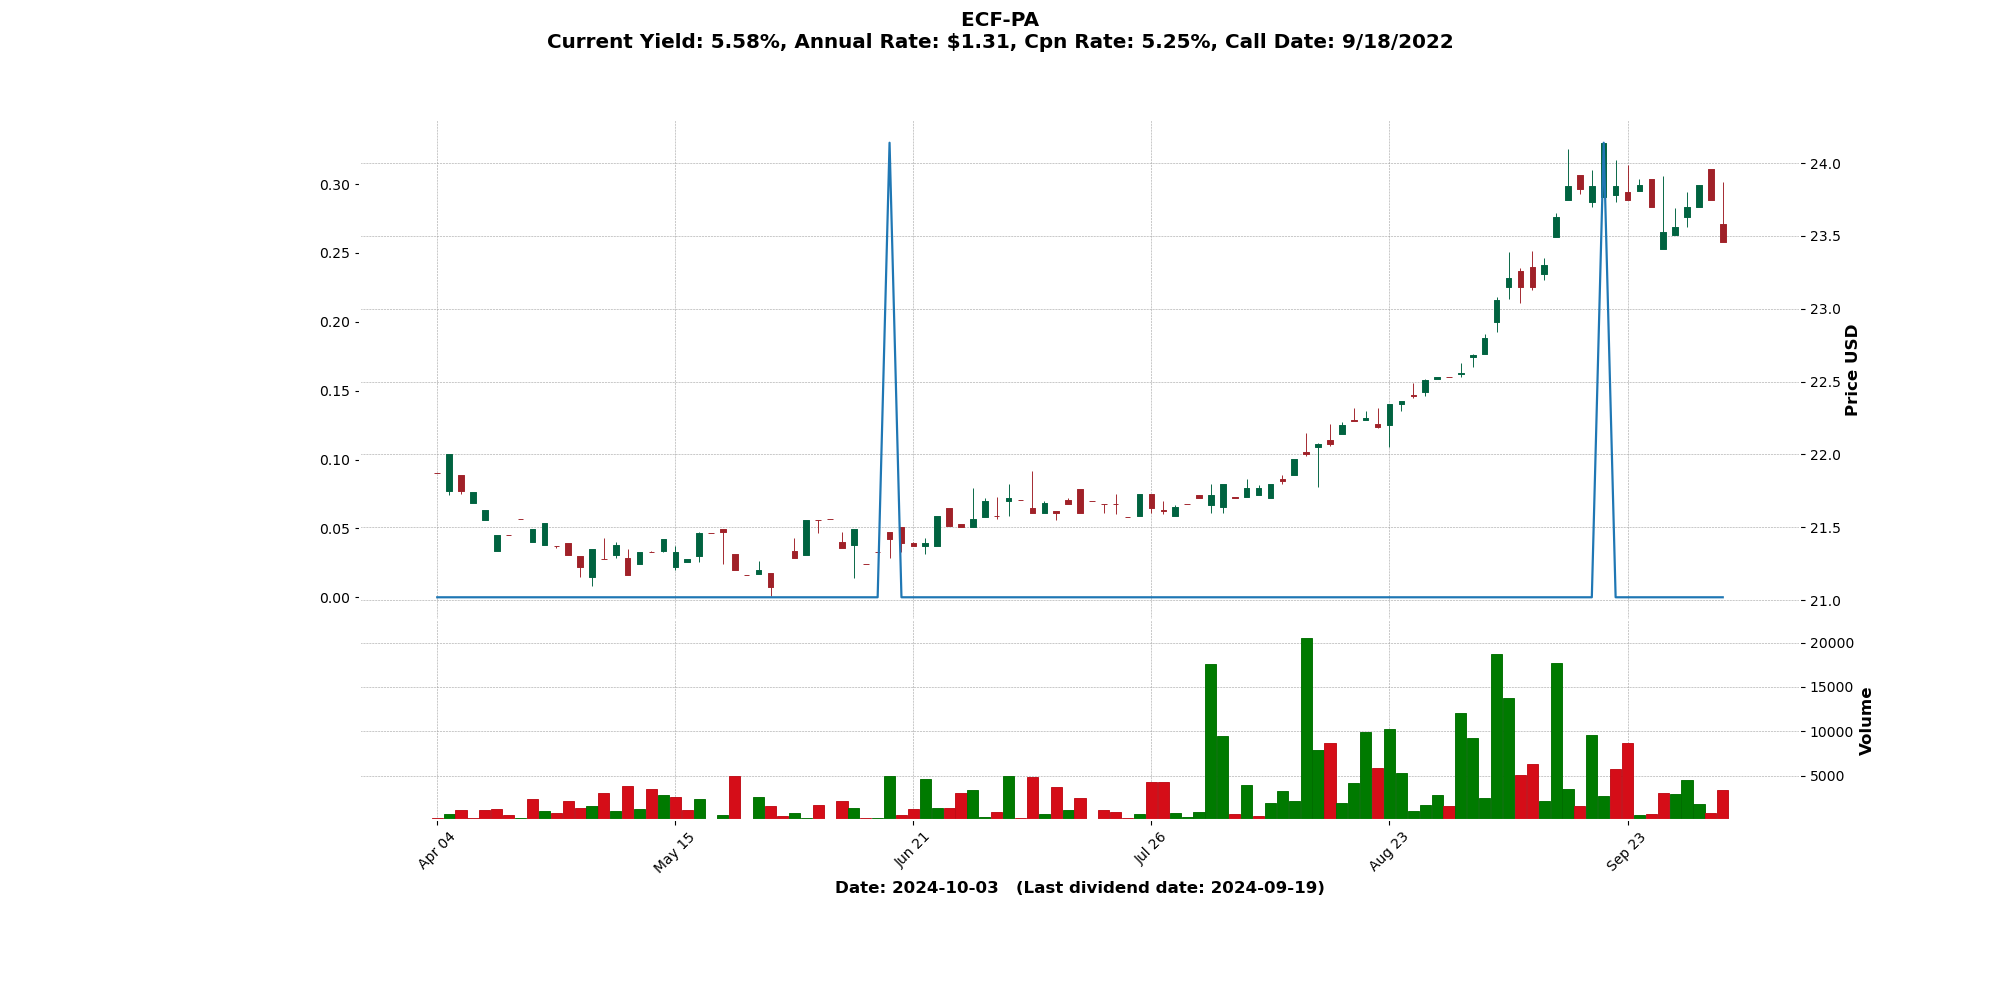 ECF-PA
Current Yield: 5.58%, Annual Rate: $1.31, Cpn Rate: 5.25%, Call Date: 9/18/2022
0.30
0.25
0.20
0.15
0.10
0.05
0.00
24.0
23.5
23.0
22.5
22.0
21.5
21.0
Price USD
20000
15000
10000
5000
Volume
Apr 04
May 15
Jun 21
Jul 26
Aug 23
Sep 23
Date: 2024-10-03   (Last dividend date: 2024-09-19)